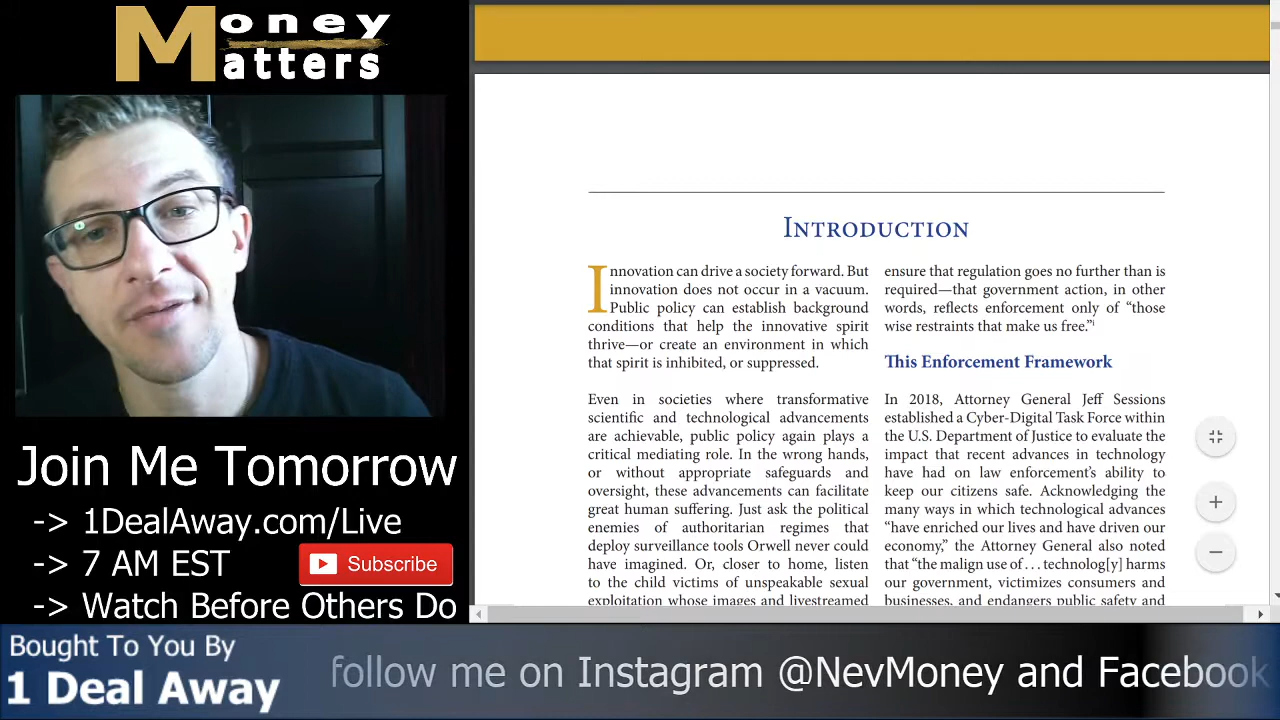 Money
Matters
Join Me Tomorrow
-> 1DealAway.com/Live
-> 7 AM EST
Subscribe
-> Watch Before Others Do
INTRODUCTION
Innovation can drive a society forward. But
innovation does not occur in a vacuum.
Public policy can establish background
conditions that help the innovative spirit
thrive—or create an environment in which
that spirit is inhibited, or suppressed.
Even in societies where transformative
scientific and technological advancements
are achievable, public policy again plays a
critical mediating role. In the wrong hands,
or without appropriate safeguards and
oversight, these advancements can facilitate
great human suffering. Just ask the political
enemies of authoritarian regimes that
deploy surveillance tools Orwell never could
have imagined. Or, closer to home, listen
to the child victims of unspeakable sexual
exploitation whose images and livestreamed
ensure that regulation goes no further than is
required—that government action, in other
words, reflects enforcement only of “those
wise restraints that make us free.”i
This Enforcement Framework
In 2018, Attorney General Jeff Sessions
established a Cyber-Digital Task Force within
the U.S. Department of Justice to evaluate the
impact that recent advances in technology
have had on law enforcement’s ability to
keep our citizens safe. Acknowledging the
many ways in which technological advances
“have enriched our lives and have driven our
economy,” the Attorney General also noted
that “the malign use of . . . technolog[y] harms
our government, victimizes consumers and
businesses, and endangers public safety and
Bought To You By
1 Deal Away
follow me on Instagram @NevMoney and Facebook